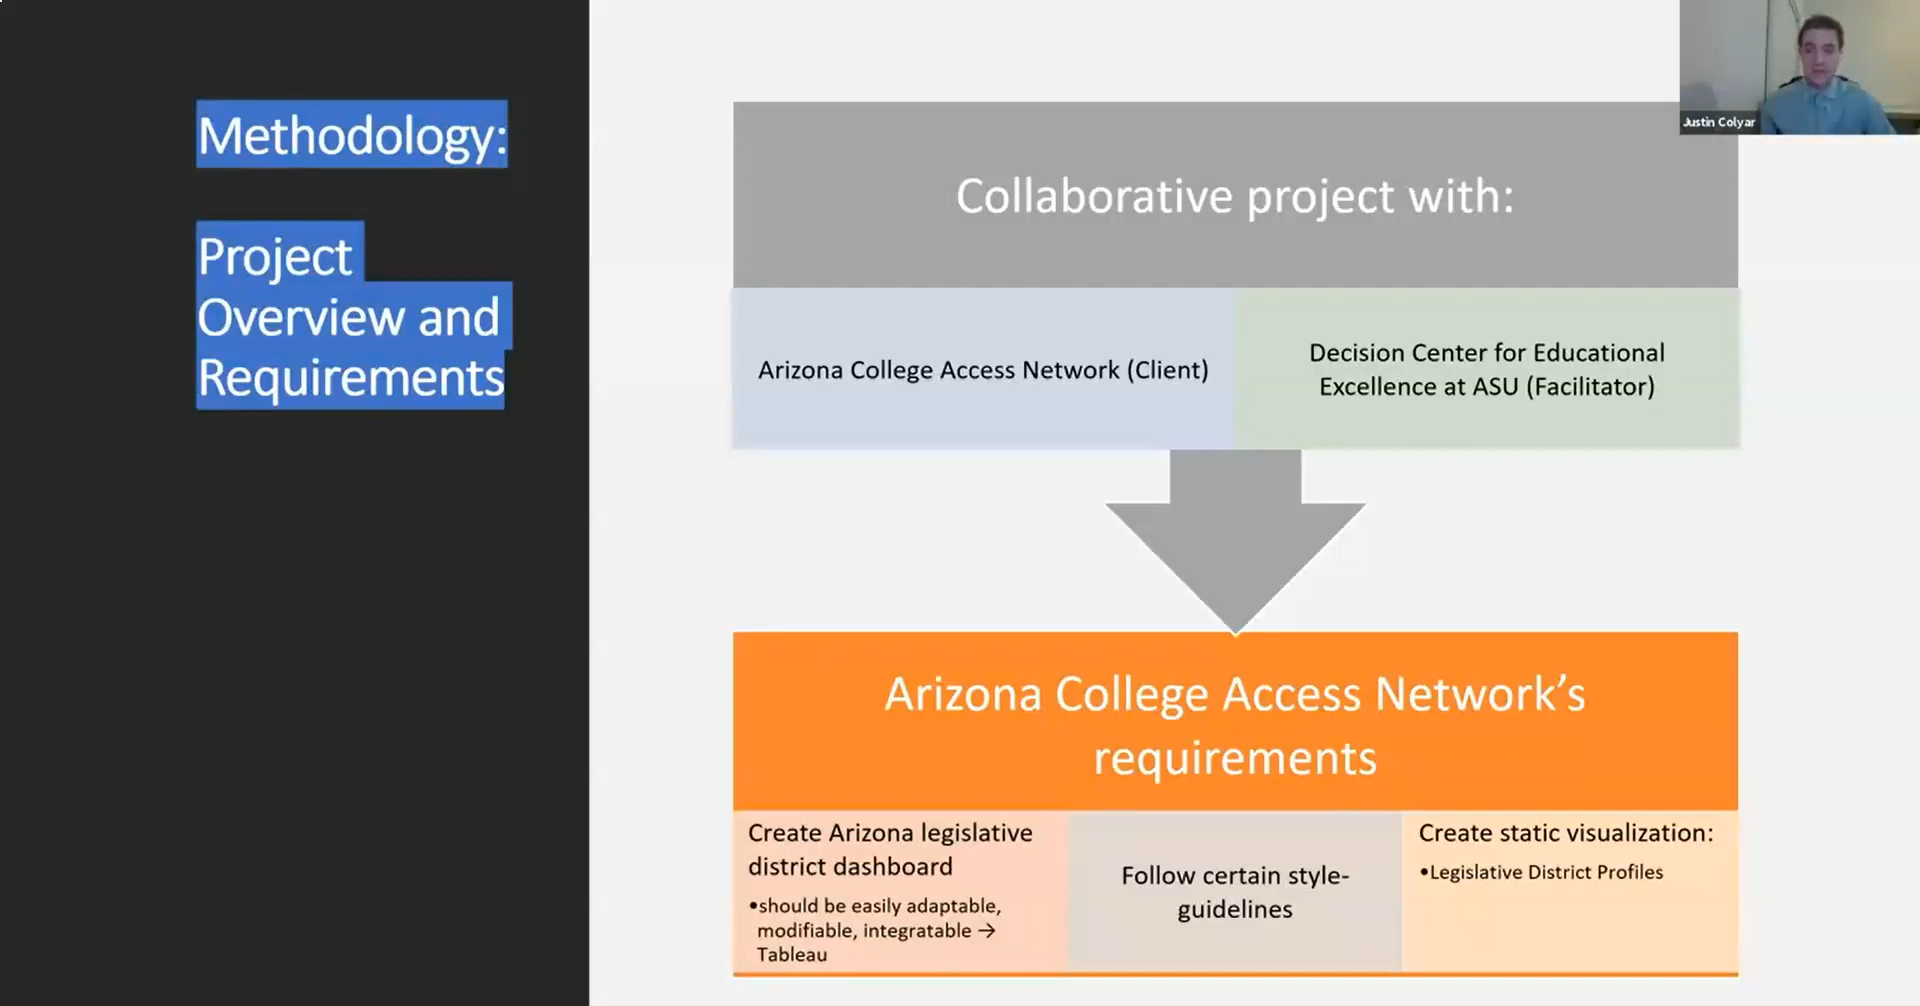 Methodology:
Project
Overview and
Requirements
Justin Colyar
Collaborative project with:
Arizona College Access Network (Client)
Decision Center for Educational
Excellence at ASU (Facilitator)
Arizona College Access Network’s
requirements
Create Arizona legislative
district dashboard
•should be easily adaptable,
modifiable, integratable →
Tableau
Follow certain style-
guidelines
Create static visualization:
•Legislative District Profiles